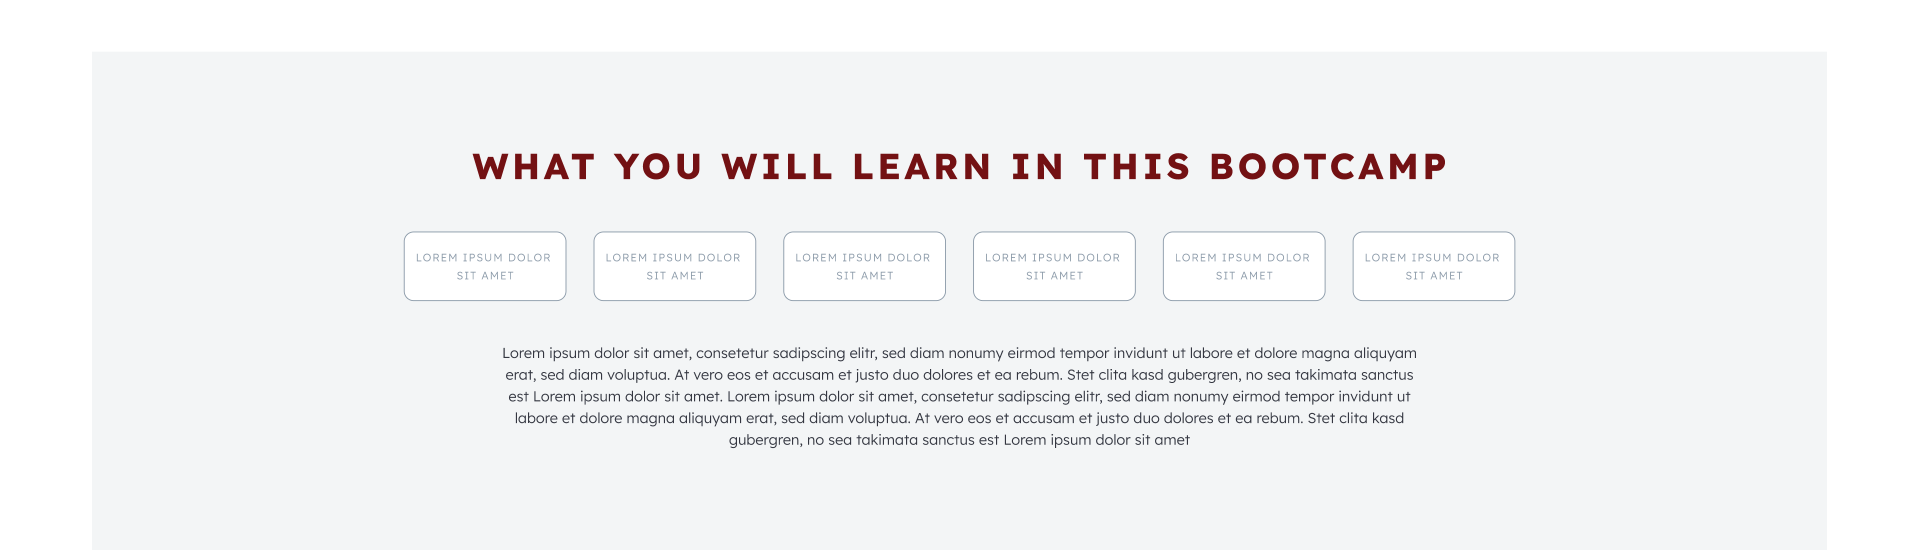 WHAT YOU WILL LEARN IN THIS BOOTCAMP
LOREM IPSUM DOLOR
SIT AMET
LOREM IPSUM DOLOR
SIT AMET
LOREM IPSUM DOLOR
SIT AMET
LOREM IPSUM DOLOR
SIT AMET
LOREM IPSUM DOLOR
SIT AMET
LOREM IPSUM DOLOR
SIT AMET
Lorem ipsum dolor sit amet, consetetur sadipscing elitr, sed diam nonumy eirmod tempor invidunt ut labore et dolore magna aliquyam
erat, sed diam voluptua. At vero eos et accusam et justo duo dolores et ea rebum. Stet clita kasd gubergren, no sea takimata sanctus
est Lorem ipsum dolor sit amet. Lorem ipsum dolor sit amet, consetetur sadipscing elitr, sed diam nonumy eirmod tempor invidunt ut
labore et dolore magna aliquyam erat, sed diam voluptua. At vero eos et accusam et justo duo dolores et ea rebum. Stet clita kasd
gubergren, no sea takimata sanctus est Lorem ipsum dolor sit amet